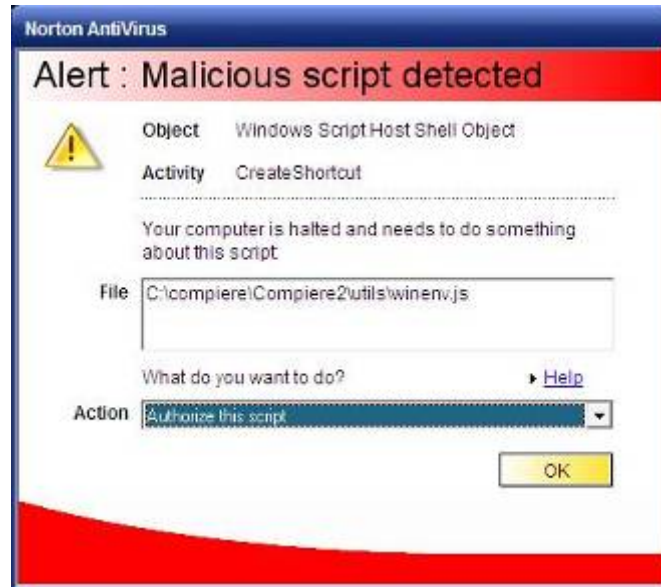 Norton AntiVirus
Alert : Malicious script detected
Object Windows Script Host Shell Object
Activity CreateShortcut
Your computer is halted and needs to do something
about this script
File C:\compiere\Compiere2\utils\winenv.js
What do you want to do? Help
Action Authorize this script
OK